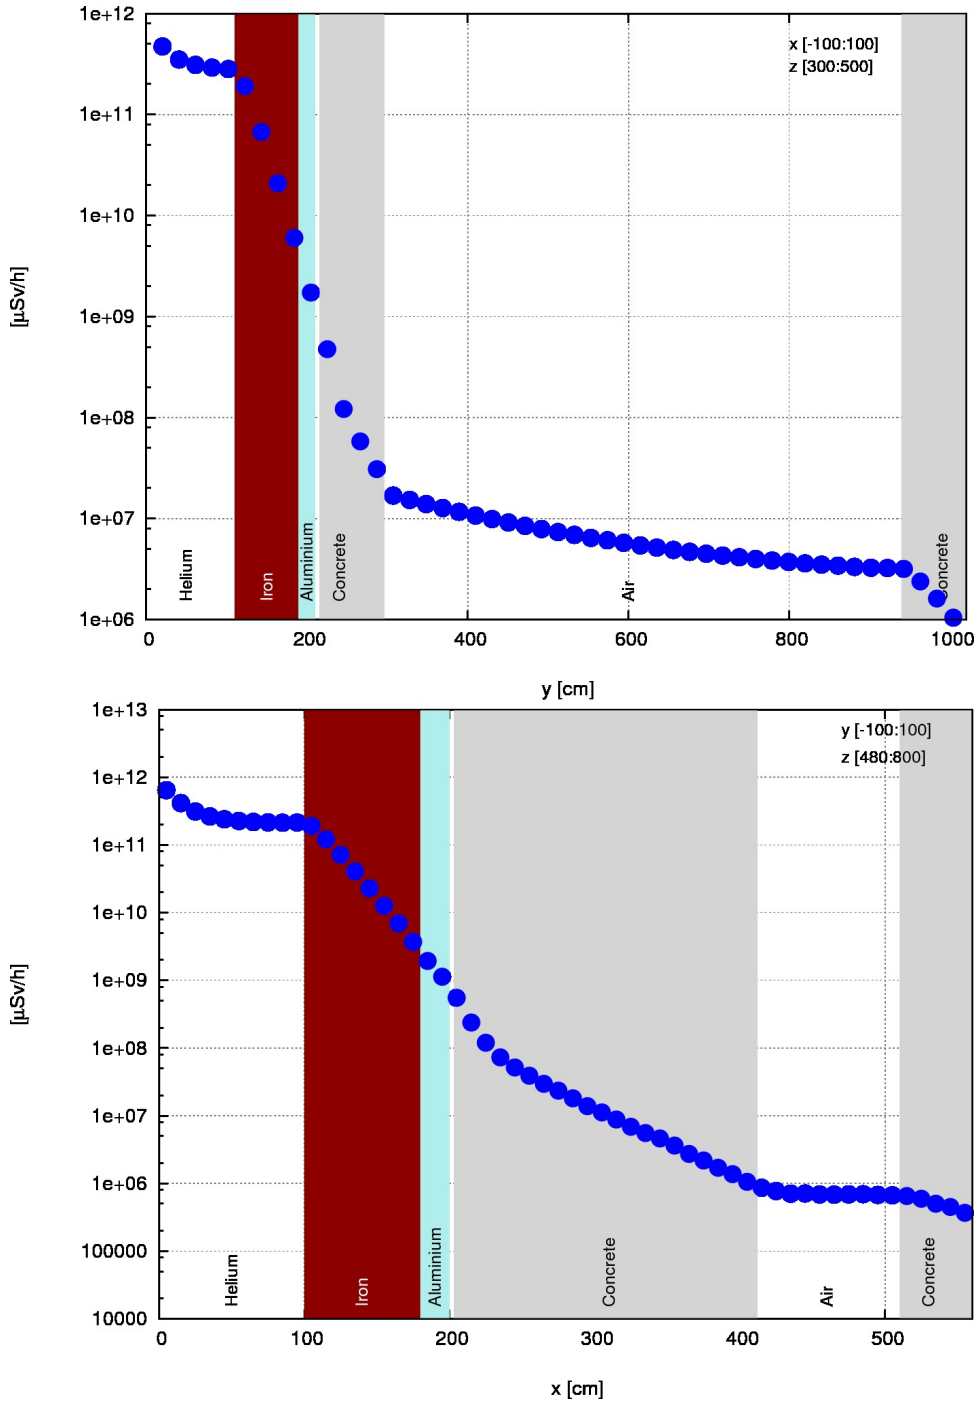 1e+12
x [-100:100]
z [300:500]
1e+11
1e+10
[µSv/h]
1e+09
1e+08
1e+07
Helium
Iron
Aluminium
Concrete
Air
Concrete
1e+06
0 200 400 600 800 1000
y [cm]
1e+13
y [-100:100]
z [480:800]
1e+12
1e+11
1e+10
[µSv/h]
1e+09
1e+08
1e+07
1e+06
100000
Helium
Iron
Aluminium
Concrete
Air
Concrete
10000
0 100 200 300 400 500
x [cm]